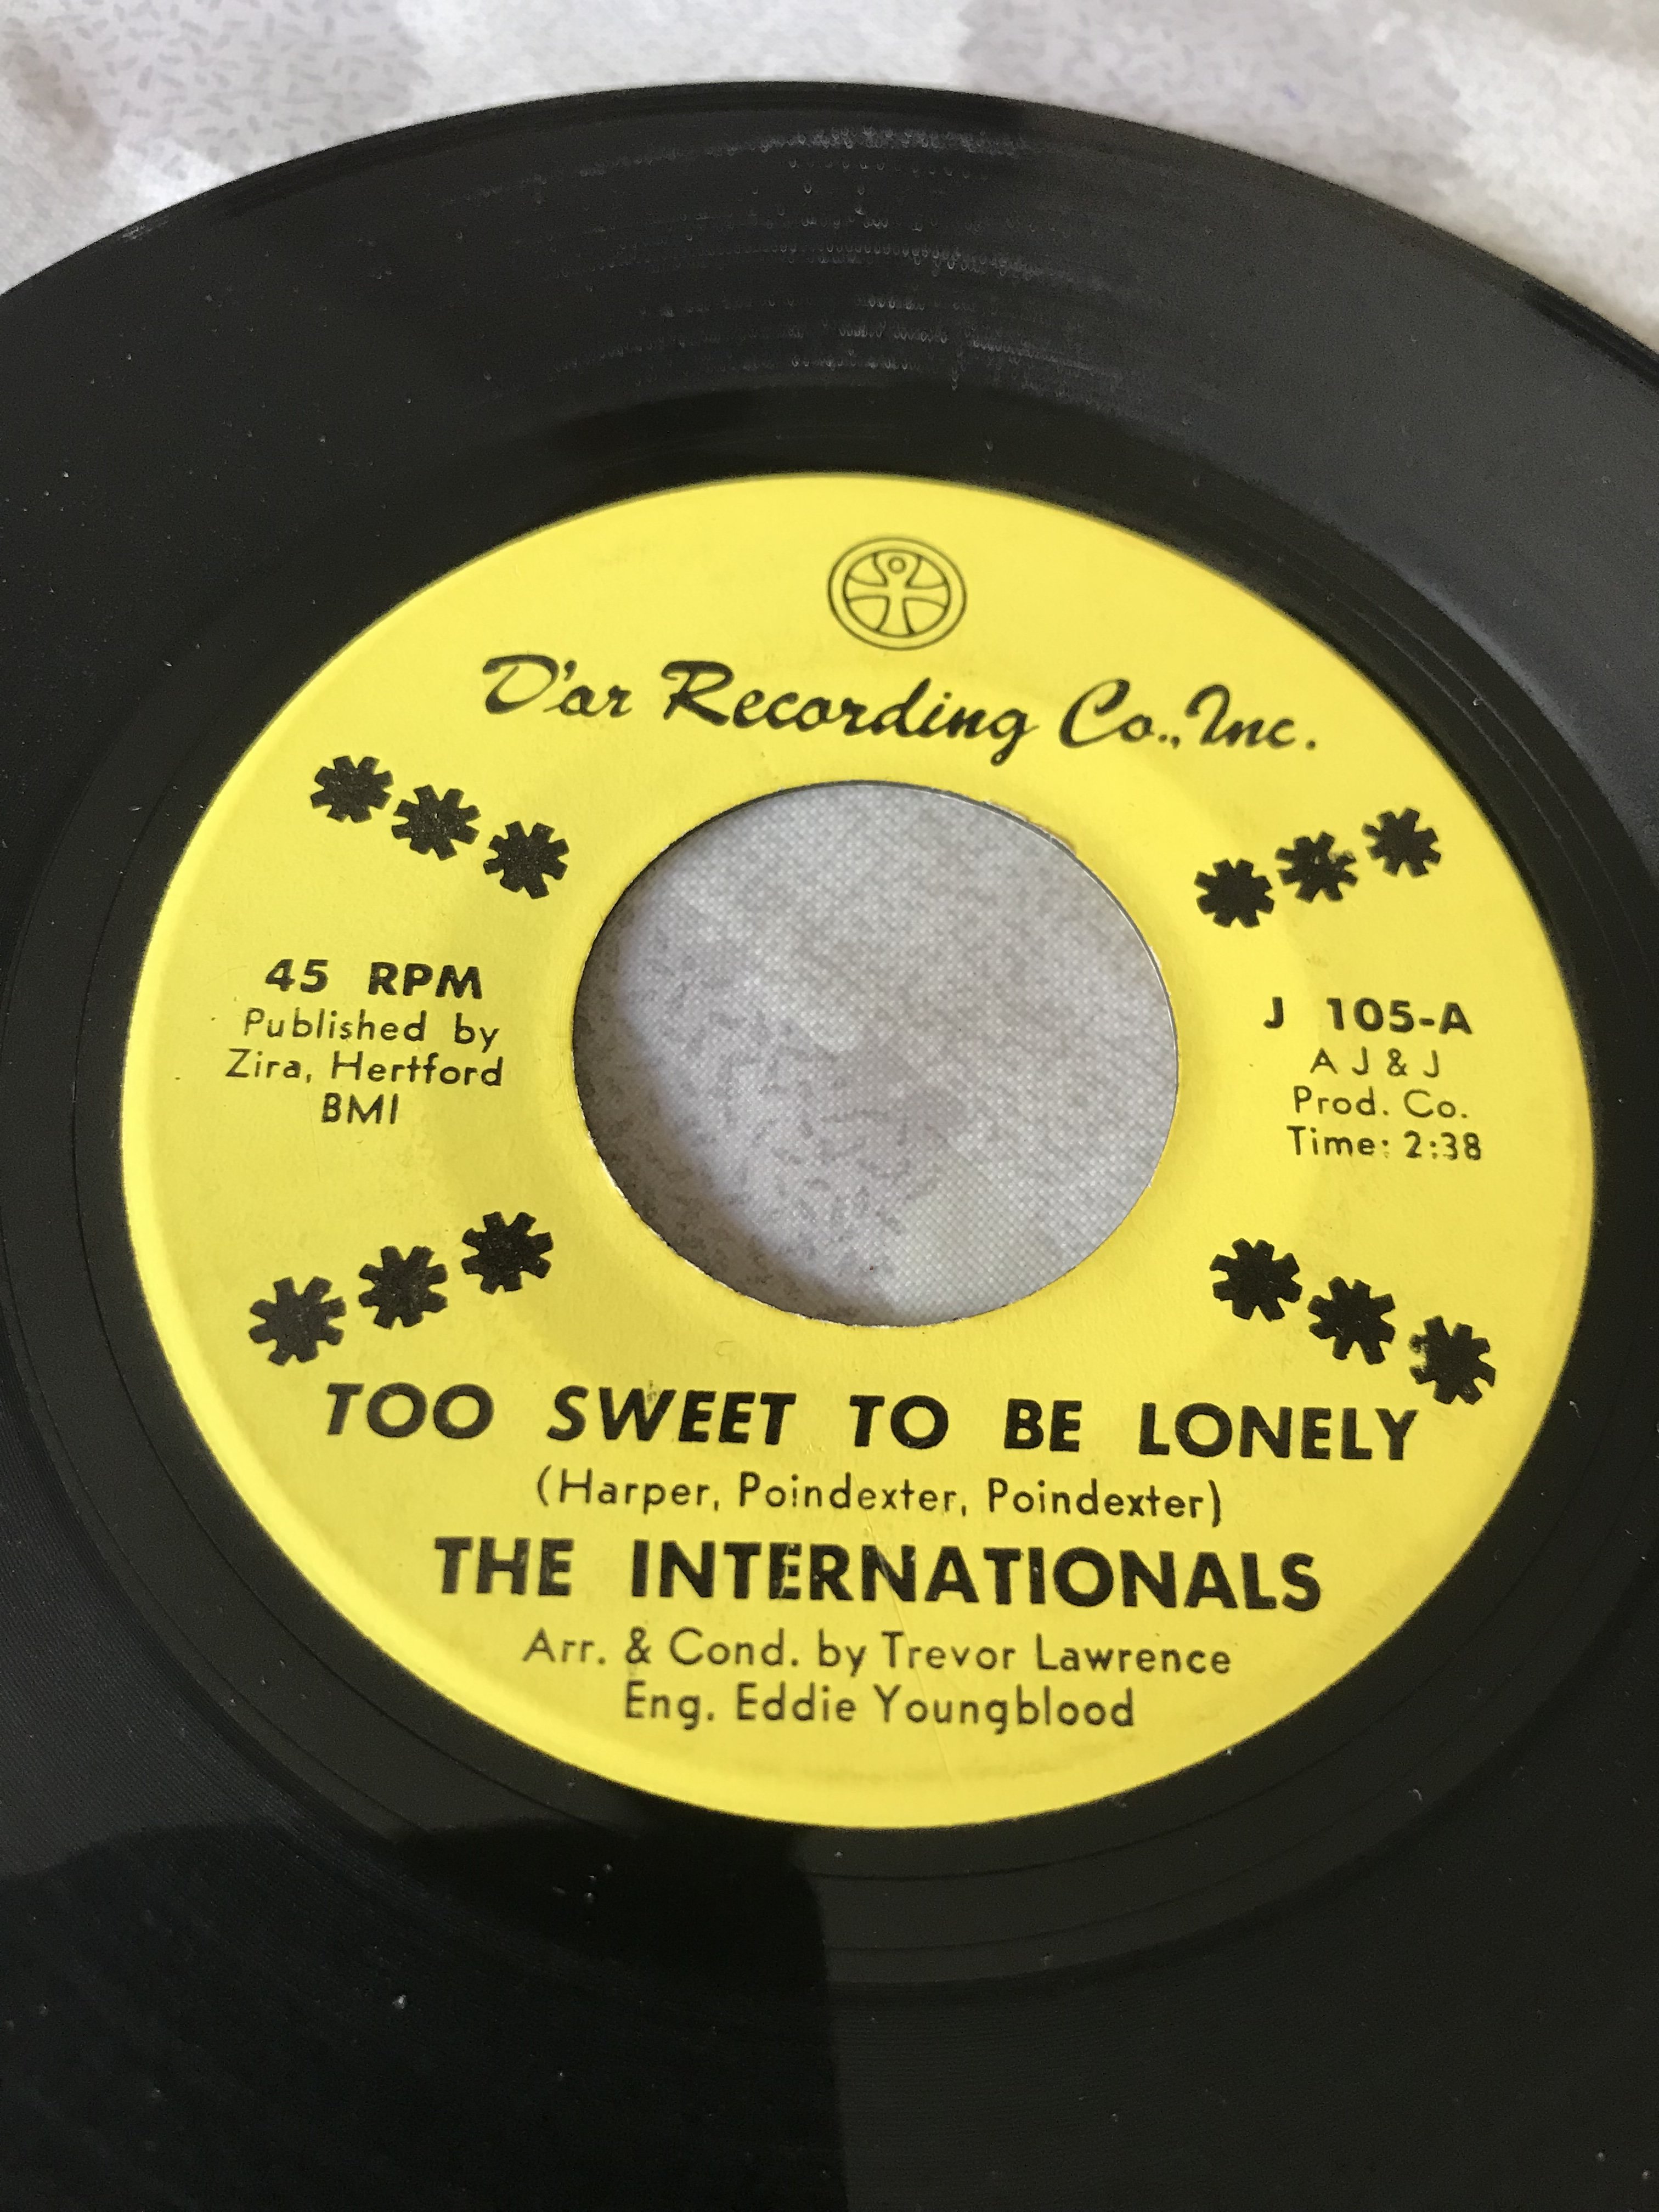 D'or Recording Co., Inc.
45 RPM
Published by
Zira, Hertford
BMI
J 105-A
A J & J
Prod. Co.
Time: 2:38
TOO SWEET TO BE LONELY
(Harper, Poindexter, Poindexter)
THE INTERNATIONALS
Arr. & Cond. by Trevor Lawrence
Eng. Eddie Youngblood